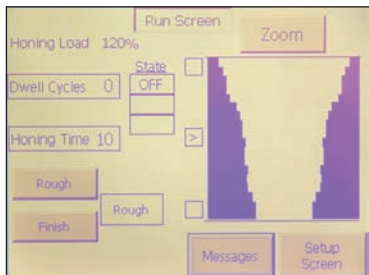 Run Screen
Honing Load 120%
Zoom
State
Dwell Cycles 0
OFF
Honing Time 10
>
Rough
Rough
Finish
Messages
Setup
Screen